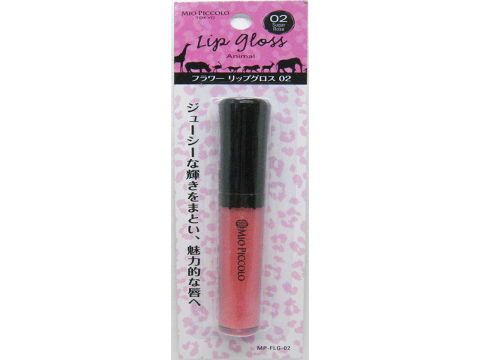 MIO PICCOLO
TOKYO
02
Sugar
Rose
Lip Gloss
Animal
フラワー リップグロス 02
ジューシーな輝きをまとい、魅力的な唇へ
MIO PICCOLO
MP-FLG-02